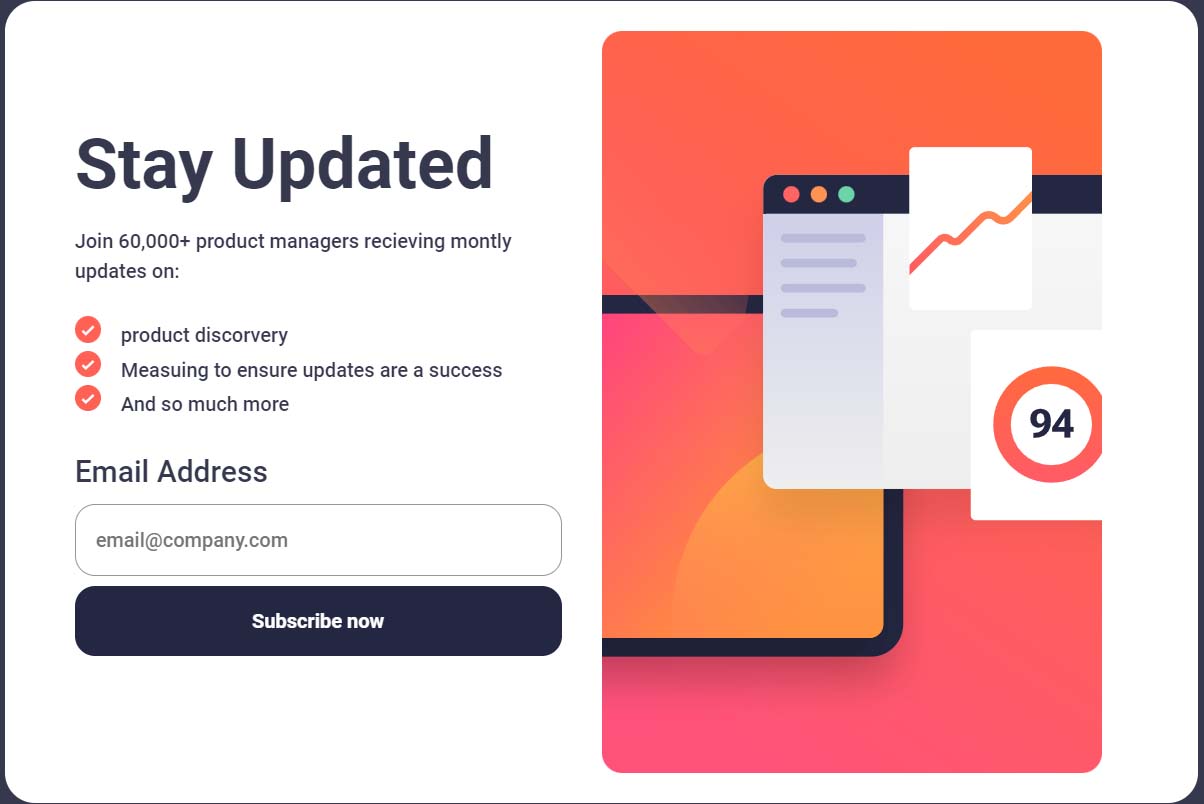 Stay Updated
Join 60,000+ product managers recieving montly
updates on:
product discorvery
Measuing to ensure updates are a success
And so much more
Email Address
email@company.com
Subscribe now
94